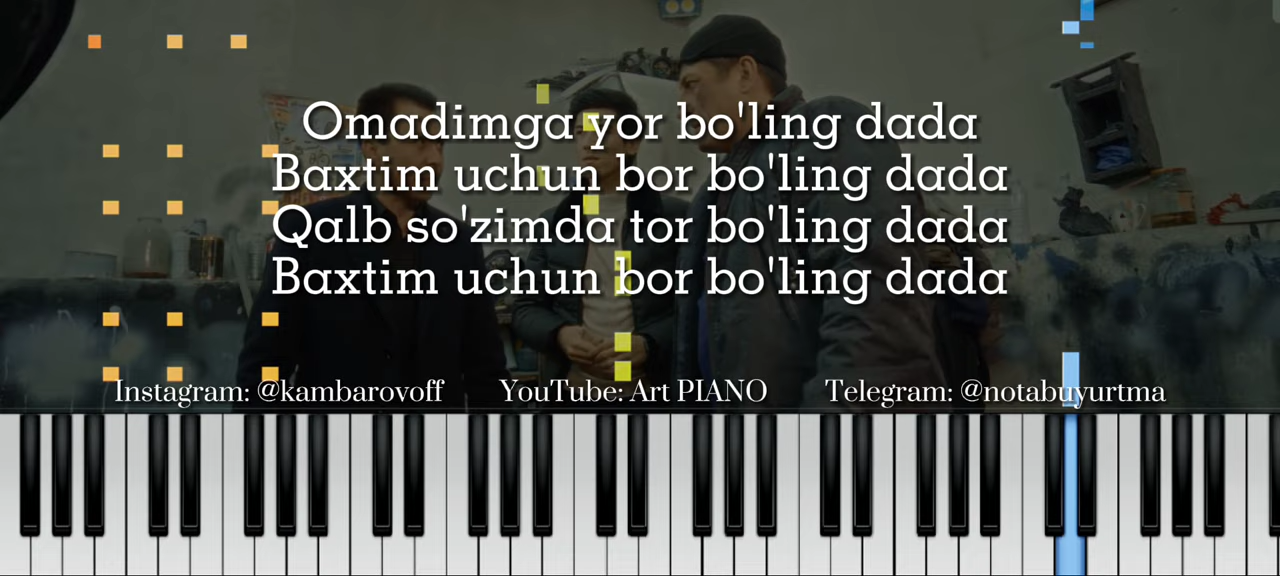 Omadimga yor bo'ling dada
Baxtim uchun bor bo'ling dada
Qalb so'zimda tor bo'ling dada
Baxtim uchun bor bo'ling dada
Instagram: @kambarovoff YouTube: Art PIANO Telegram: @notabuyurtma